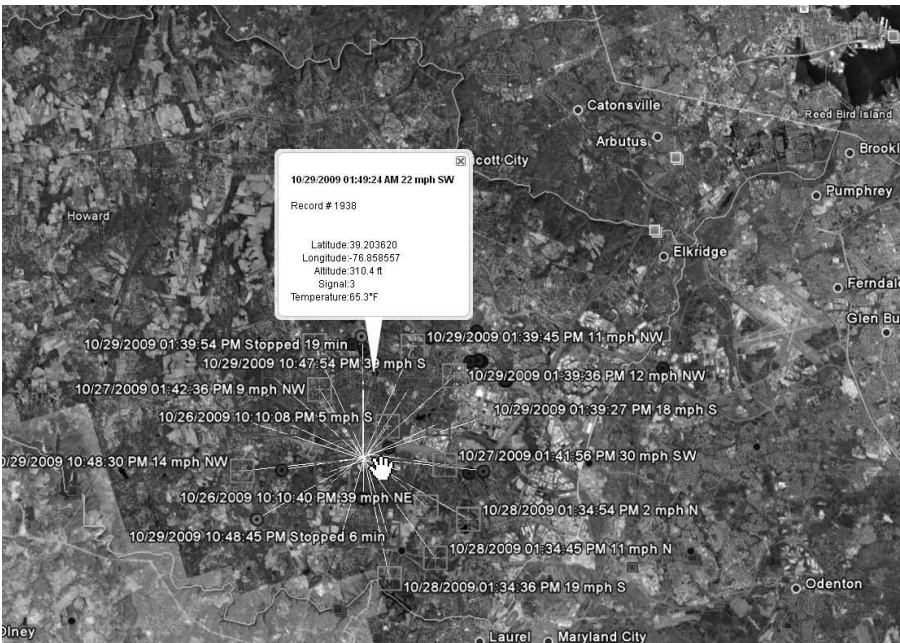 Catonsville
Arbutus
Reed Bird Island
cott City
Brookl
10/29/2009 01:49:24 AM 22 mph SW
Record # 1938
Latitude:39.203620
Longitude:-76.858557
Altitude:310.4 ft
Signal:3
Temperature:65.3°F
Pumphrey
Howard
Elkridge
Ferndale
Glen Bu
10/29/2009 01:39:54 PM Stopped 19 min
10/29/2009 01:39:45 PM 11 mph NW
10/29/2009 10:47:54 PM 39 mph S
10/29/2009 01:39:36 PM 12 mph NW
10/27/2009 01:42:36 PM 9 mph NW
10/29/2009 01:39:27 PM 18 mph S
10/26/2009 10:10:08 PM 5 mph S
10/27/2009 01:41:56 PM 30 mph SW
0/29/2009 10:48:30 PM 14 mph NW
10/26/2009 10:10:40 PM 39 mph NE
10/28/2009 01:34:54 PM 2 mph N
10/29/2009 10:48:45 PM Stopped 6 min
10/28/2009 01:34:45 PM 11 mph N
10/28/2009 01:34:36 PM 19 mph S
Odenton
Olney
Laurel
Maryland City